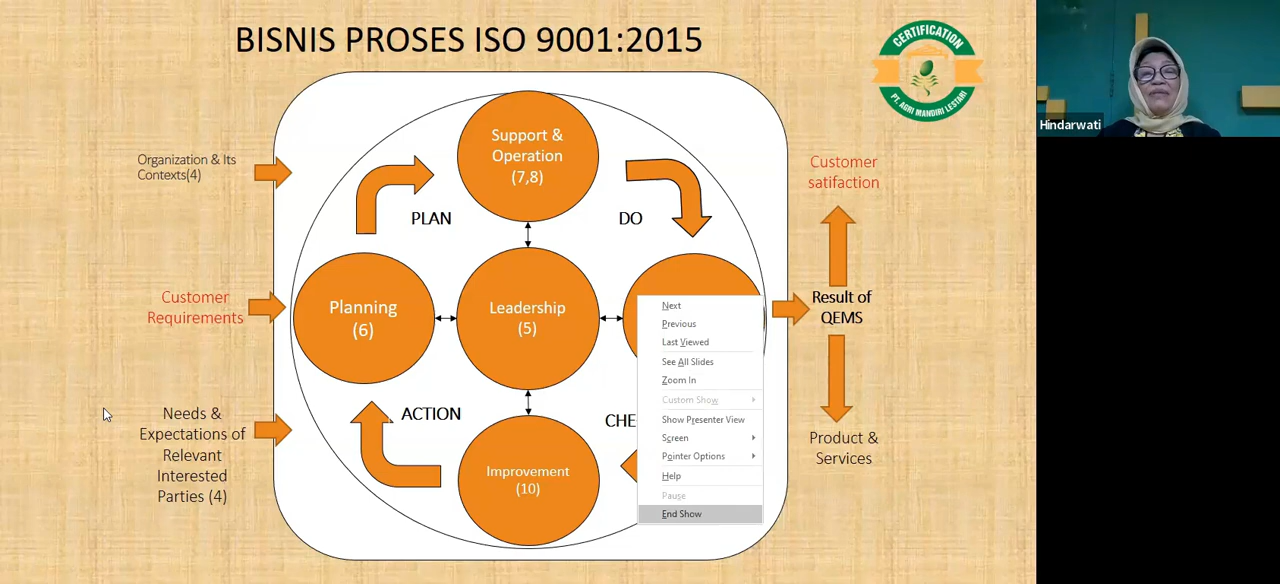 BISNIS PROSES ISO 9001:2015
CERTIFICATION
PT. AGRI MANDIRI LESTARI
Hindarwati
Organization & Its
Contexts(4)
Customer
Requirements
Needs &
Expectations of
Relevant
Interested
Parties (4)
Support &
Operation
(7,8)
PLAN
DO
Planning
(6)
Leadership
(5)
ACTION
CHE
Improvement
(10)
Next
Previous
Last Viewed
See All Slides
Zoom In
Custom Show
Show Presenter View
Screen
Pointer Options
Help
Pause
End Show
Customer
satifaction
Result of
QEMS
Product &
Services